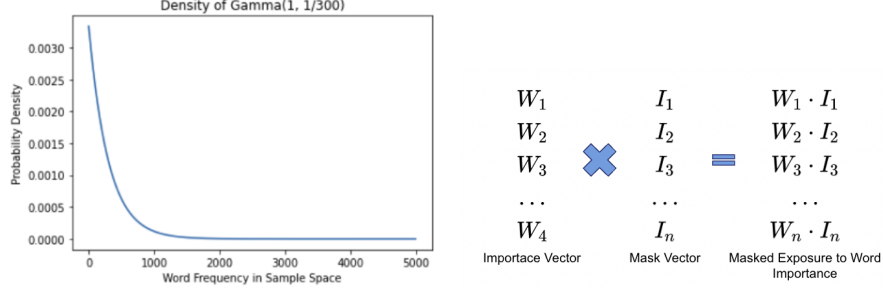 Density of Gamma(1, 1/300)
Probability Density
0.0030
0.0025
0.0020
0.0015
0.0010
0.0005
0.0000
0 1000 2000 3000 4000 5000
Word Frequency in Sample Space
W₁ I₁ W₁ · I₁
W₂ I₂ W₂ · I₂
W₃ I₃ W₃ · I₃
... ... ...
W₄ Iₙ Wₙ · Iₙ
Importace Vector Mask Vector Masked Exposure to Word
Importance